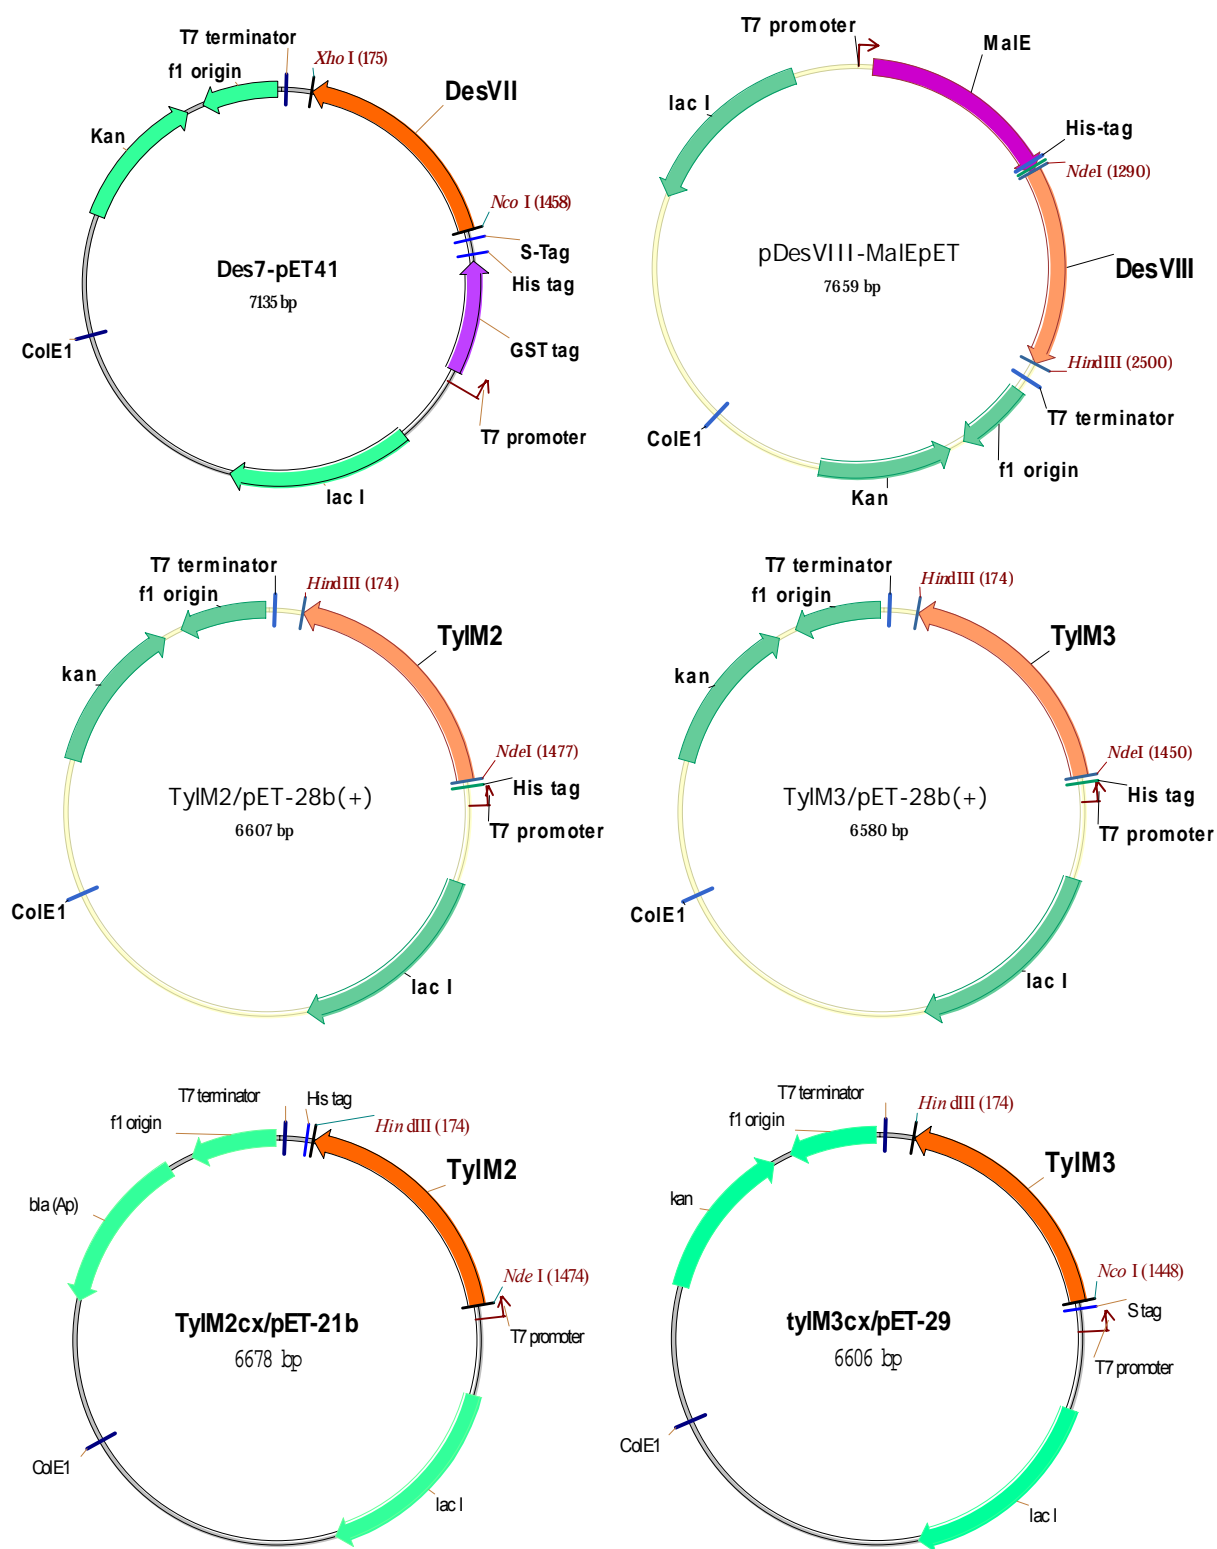 T7 terminator
Xho I (175)
f1 origin
DesVII
Kan
Nco I (1458)
S-Tag
Des7-pET41
His tag
7135 bp
ColE1
GST tag
T7 promoter
lac I
T7 promoter
MalE
lac I
His-tag
NdeI (1290)
pDesVIII-MalEpET
DesVIII
7659 bp
HindIII (2500)
T7 terminator
ColE1
f1 origin
Kan
T7 terminator
HindIII (174)
f1 origin
TylM2
kan
NdeI (1477)
TylM2/pET-28b(+)
His tag
6607 bp
T7 promoter
ColE1
lac I
T7 terminator
HindIII (174)
f1 origin
TylM3
kan
NdeI (1450)
TylM3/pET-28b(+)
His tag
6580 bp
T7 promoter
ColE1
lac I
T7 terminator
His tag
f1 origin
Hin dIII (174)
TylM2
bla (Ap)
Nde I (1474)
TylM2cx/pET-21b
T7 promoter
6678 bp
ColE1
lac I
T7 terminator
Hin dIII (174)
f1 origin
TylM3
kan
Nco I (1448)
S tag
tylM3cx/pET-29
6606 bp
T7 promoter
ColE1
lac I